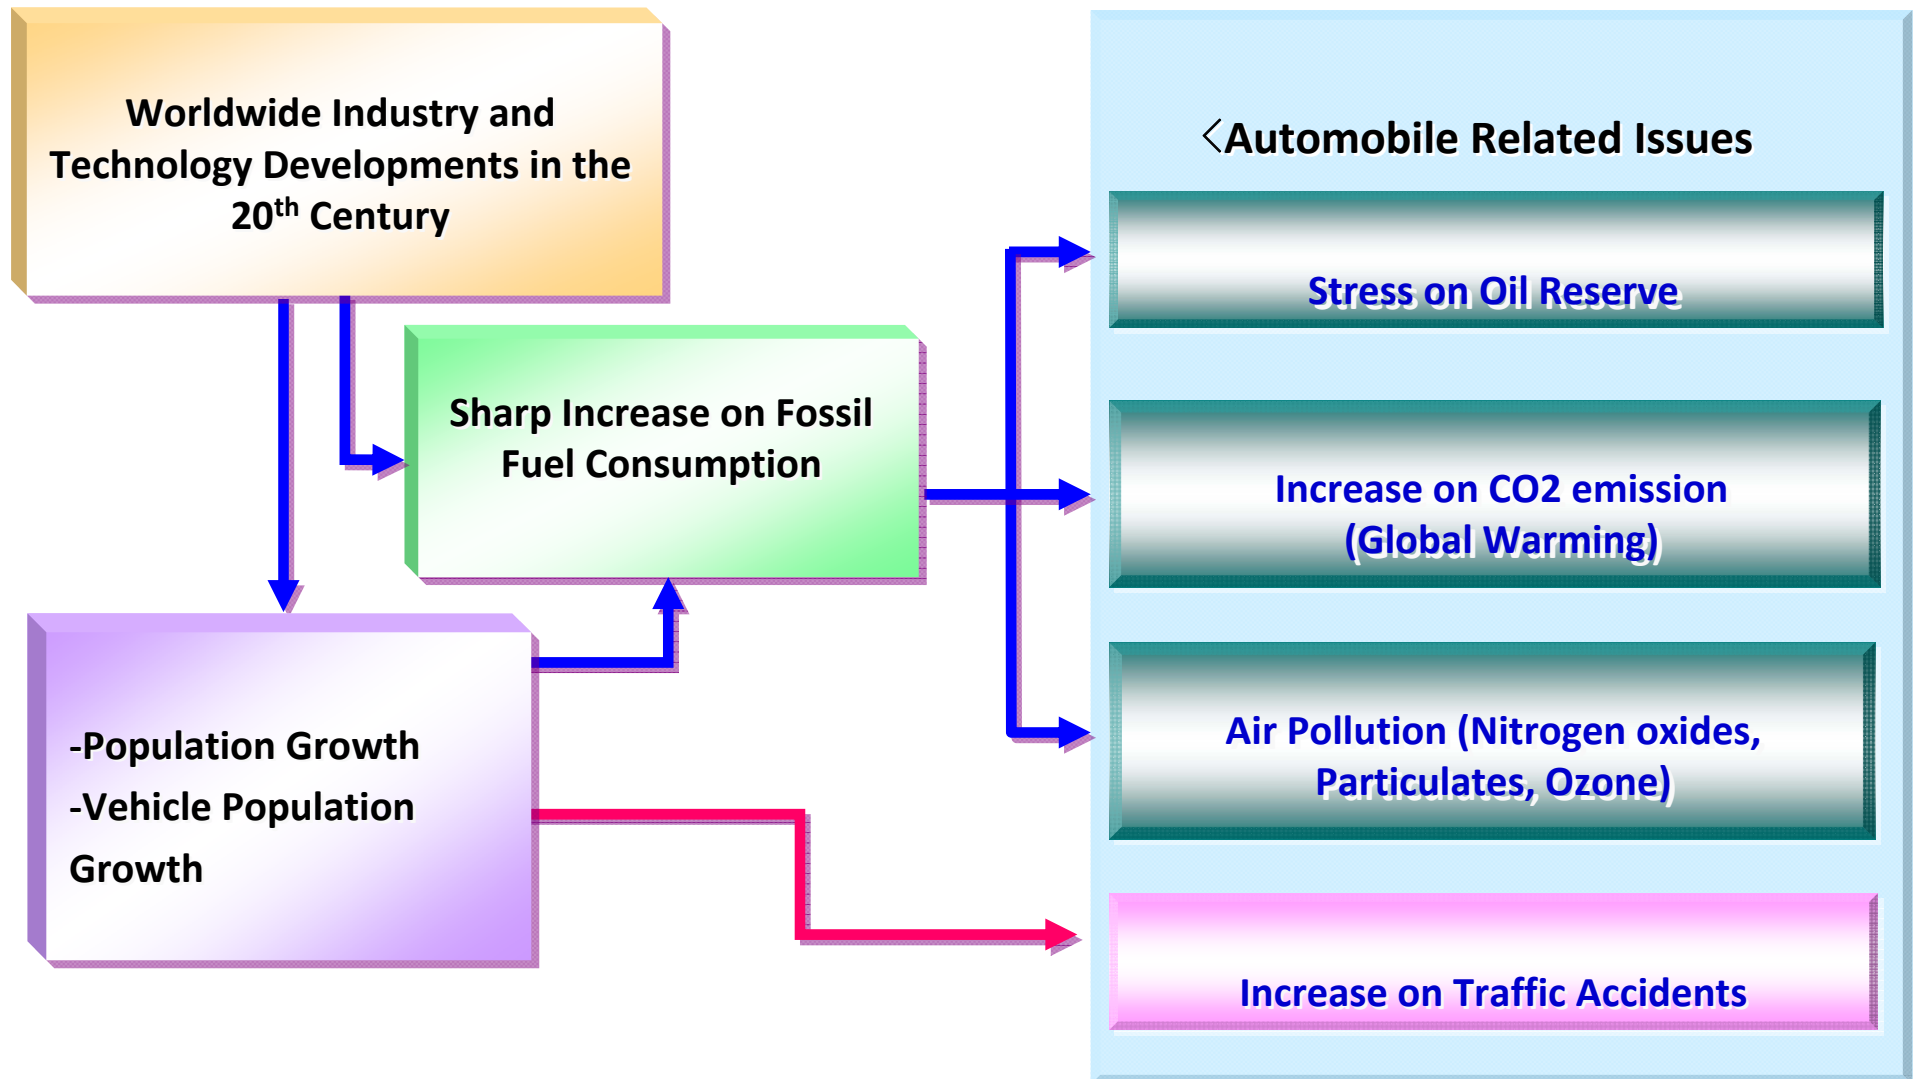 Worldwide Industry and
Technology Developments in the
20th Century
Sharp Increase on Fossil
Fuel Consumption
-Population Growth
-Vehicle Population
Growth
<Automobile Related Issues
Stress on Oil Reserve
Increase on CO2 emission
(Global Warming)
Air Pollution (Nitrogen oxides,
Particulates, Ozone)
Increase on Traffic Accidents